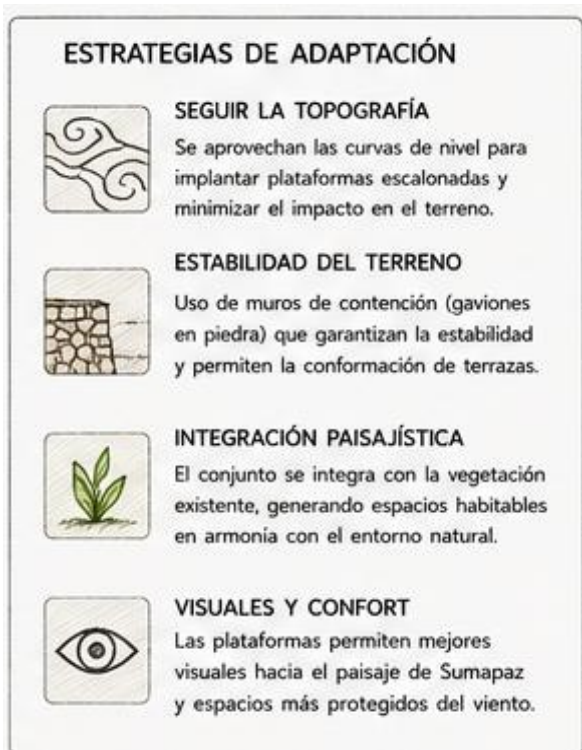 ESTRATEGIAS DE ADAPTACIÓN
SEGUIR LA TOPOGRAFÍA
Se aprovechan las curvas de nivel para
implantar plataformas escalonadas y
minimizar el impacto en el terreno.
ESTABILIDAD DEL TERRENO
Uso de muros de contención (gaviones
en piedra) que garantizan la estabilidad
y permiten la conformación de terrazas.
INTEGRACIÓN PAISAJÍSTICA
El conjunto se integra con la vegetación
existente, generando espacios habitables
en armonía con el entorno natural.
VISUALES Y CONFORT
Las plataformas permiten mejores
visuales hacia el paisaje de Sumapaz
y espacios más protegidos del viento.